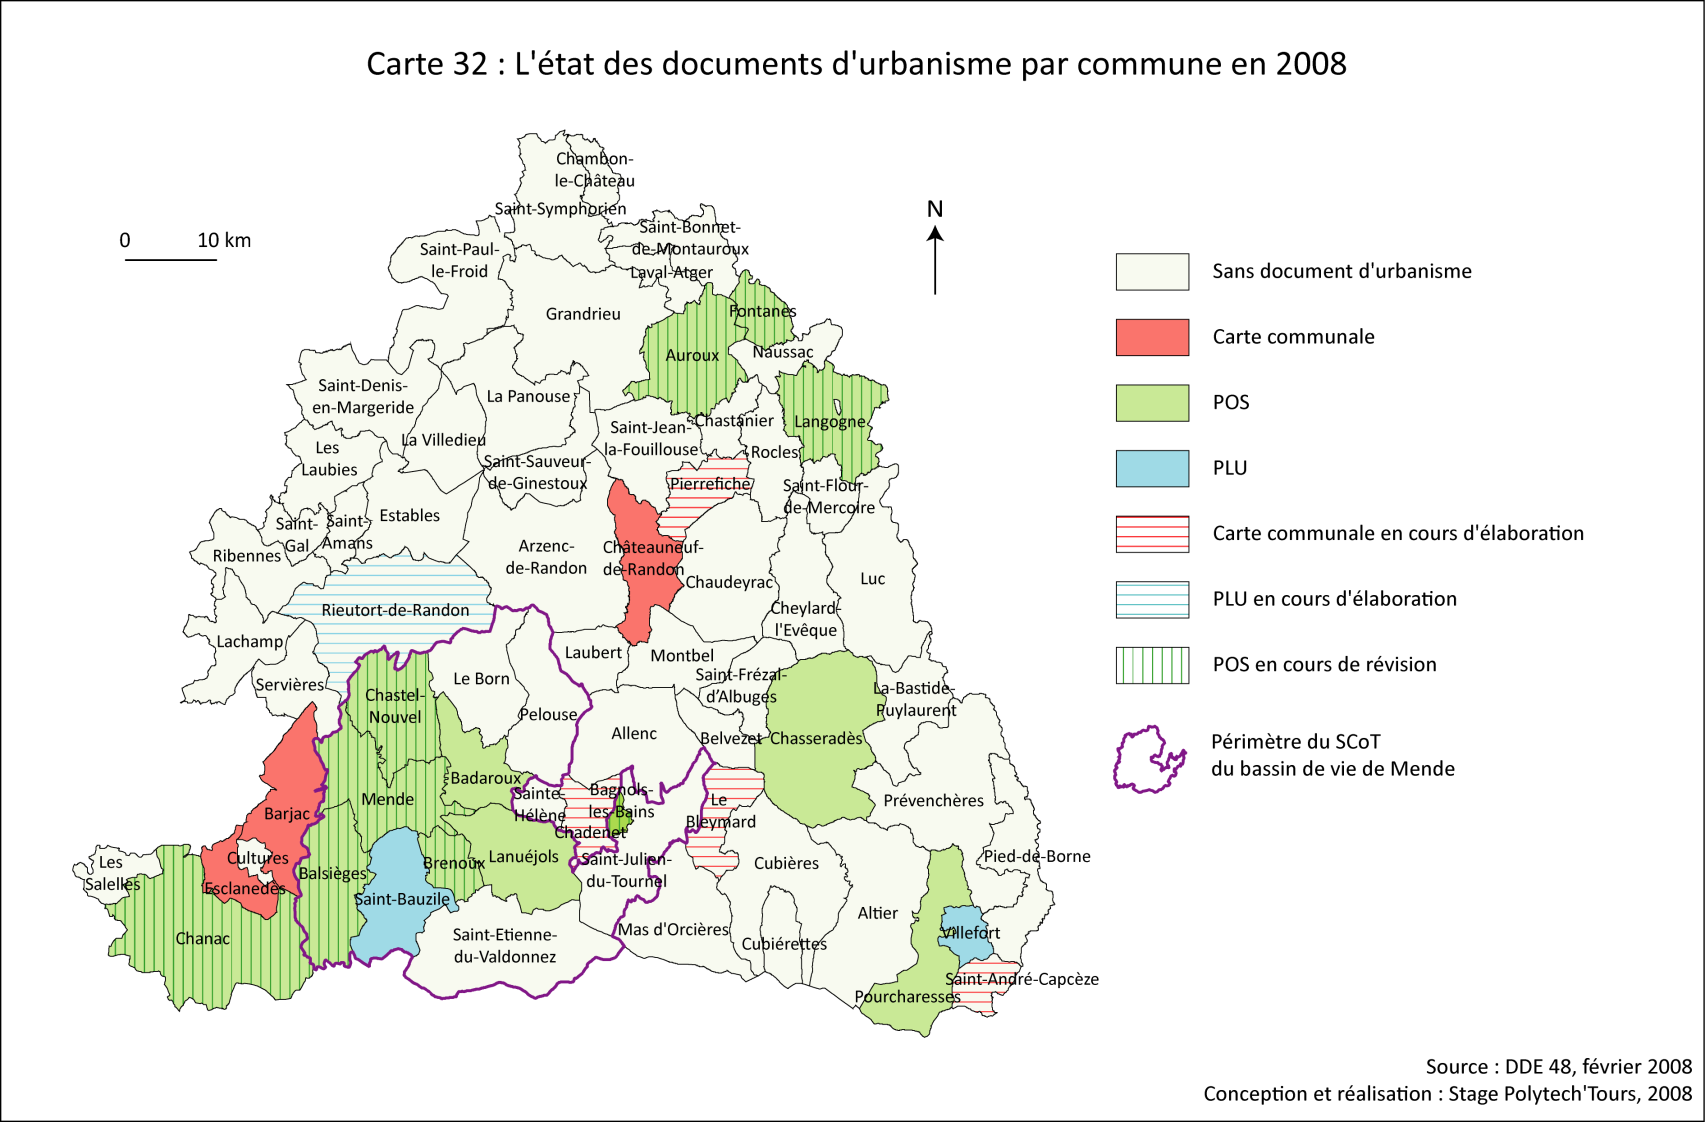 Carte 32 : L'état des documents d'urbanisme par commune en 2008
0 10 km
N
Chambon-
le-Château
Saint-Symphorien
Saint-Bonnet-
de-Montauroux
Saint-Paul-
le-Froid
Laval-Atger
Grandrieu
Fontanes
Auroux
Naussac
Saint-Denis-
en-Margeride
La Panouse
Chastanier
Langogne
Saint-Jean-
la-Fouillouse
La Villedieu
Les
Laubies
Rocles
Saint-Sauveur-
de-Ginestoux
Pierrefiche
Saint-Flour-
de-Mercoire
Estables
Saint-
Gal
Saint-
Amans
Ribennes
Arzenc-
de-Randon
Châteauneuf-
de-Randon
Chaudeyrac
Luc
Rieutort-de-Randon
Cheylard-
l'Evêque
Lachamp
Laubert
Montbel
Servières
Le Born
Saint-Frézal-
d'Albuges
La-Bastide-
Puylaurent
Chastel-
Nouvel
Pelouse
Allenc
Belvezet
Chasseradès
Badaroux
Mende
Sainte-
Hélène
Bagnols-
les-Bains
Le
Bleymard
Prévenchères
Barjac
Chadenet
Cultures
Les
Salelles
Esclanedès
Balsièges
Brenoux
Lanuéjols
Saint-Julien-
du-Tournel
Cubières
Pied-de-Borne
Saint-Bauzile
Altier
Chanac
Saint-Etienne-
du-Valdonnez
Mas d'Orcières
Cubiérettes
Villefort
Saint-André-Capcèze
Pourcharesses
Sans document d'urbanisme
Carte communale
POS
PLU
Carte communale en cours d'élaboration
PLU en cours d'élaboration
POS en cours de révision
Périmètre du SCoT
du bassin de vie de Mende
Source : DDE 48, février 2008
Conception et réalisation : Stage Polytech'Tours, 2008